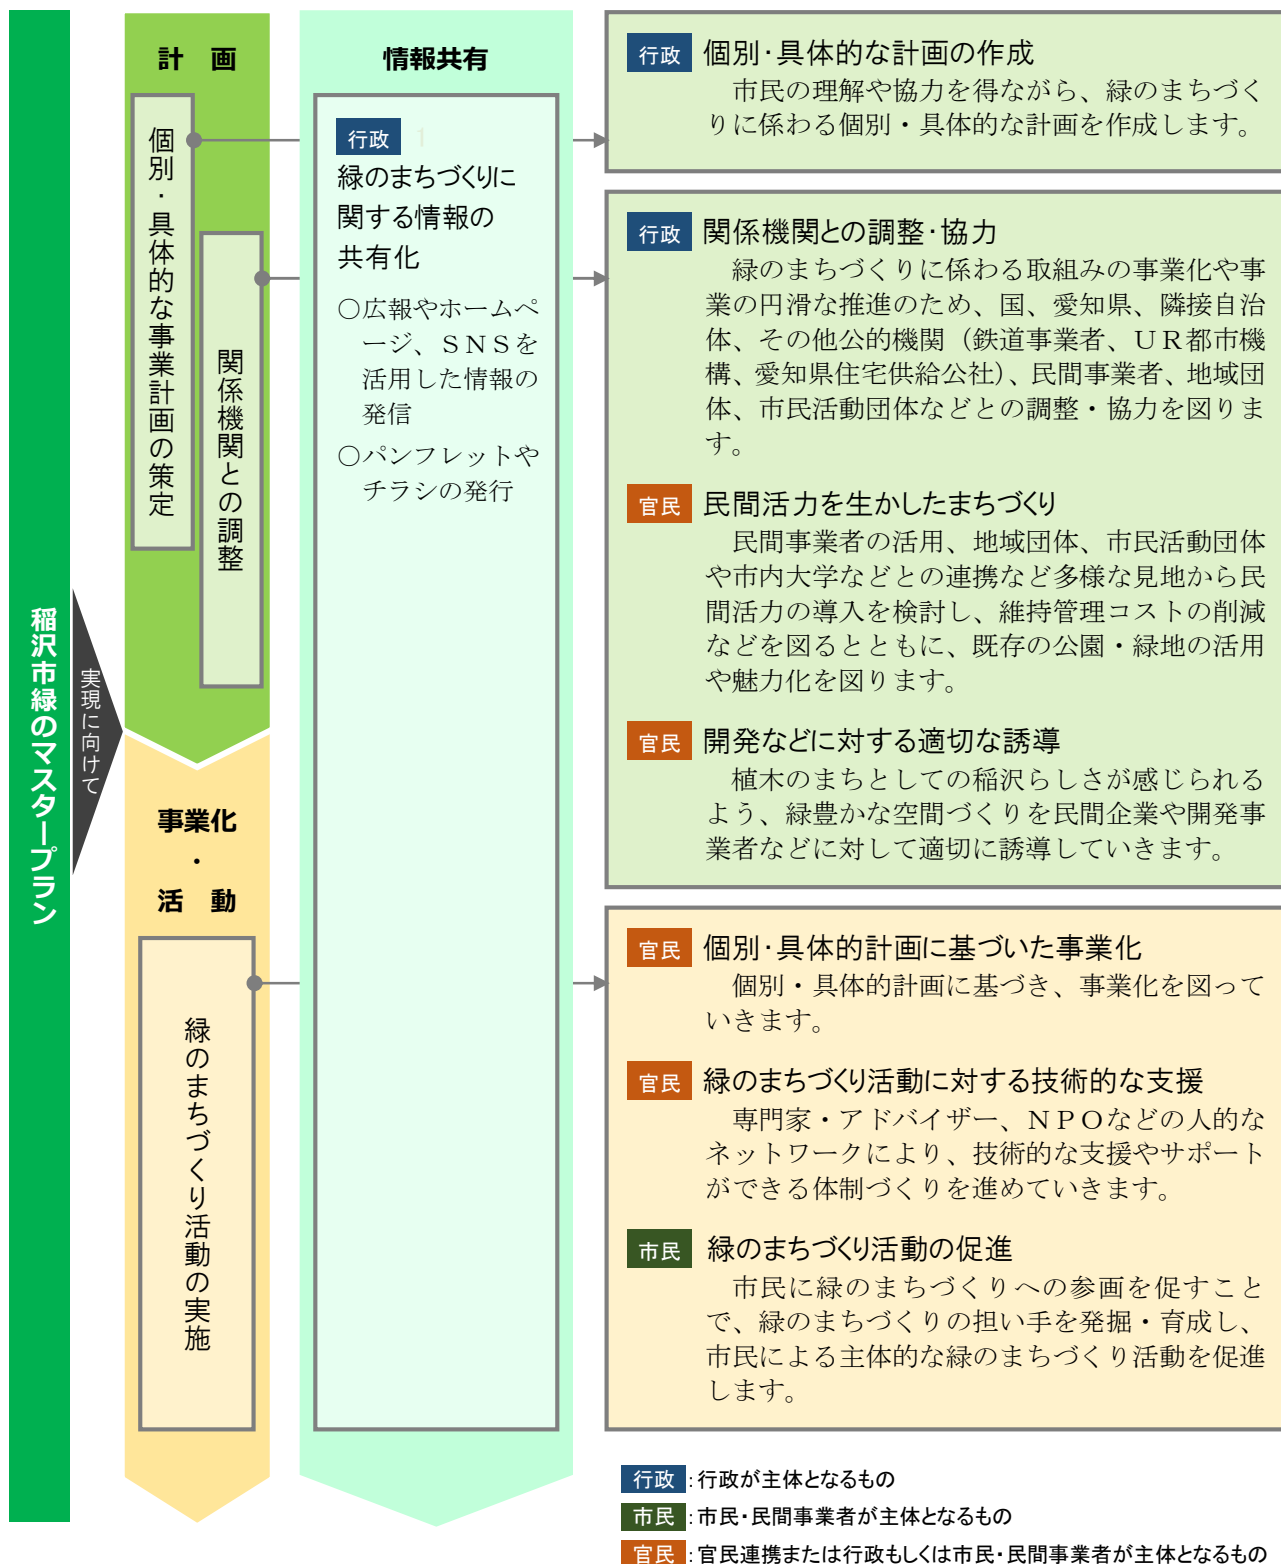 稲沢市緑のマスタープラン
実現に向けて
計　画
個別・具体的な事業計画の策定
関係機関との調整
事業化
・
活　動
緑のまちづくり活動の実施
情報共有
行政 1
緑のまちづくりに
関する情報の
共有化
〇広報やホームペ
ージ、ＳＮＳを
活用した情報の
発信
〇パンフレットや
チラシの発行
行政 個別・具体的な計画の作成
市民の理解や協力を得ながら、緑のまちづく
りに係わる個別・具体的な計画を作成します。
行政 関係機関との調整・協力
緑のまちづくりに係わる取組みの事業化や事
業の円滑な推進のため、国、愛知県、隣接自治
体、その他公的機関（鉄道事業者、ＵＲ都市機
構、愛知県住宅供給公社）、民間事業者、地域団
体、市民活動団体などとの調整・協力を図りま
す。
官民 民間活力を生かしたまちづくり
民間事業者の活用、地域団体、市民活動団体
や市内大学などとの連携など多様な見地から民
間活力の導入を検討し、維持管理コストの削減
などを図るとともに、既存の公園・緑地の活用
や魅力化を図ります。
官民 開発などに対する適切な誘導
植木のまちとしての稲沢らしさが感じられる
よう、緑豊かな空間づくりを民間企業や開発事
業者などに対して適切に誘導していきます。
官民 個別・具体的計画に基づいた事業化
個別・具体的計画に基づき、事業化を図って
いきます。
官民 緑のまちづくり活動に対する技術的な支援
専門家・アドバイザー、ＮＰＯなどの人的な
ネットワークにより、技術的な支援やサポート
ができる体制づくりを進めていきます。
市民 緑のまちづくり活動の促進
市民に緑のまちづくりへの参画を促すこと
で、緑のまちづくりの担い手を発掘・育成し、
市民による主体的な緑のまちづくり活動を促進
します。
行政：行政が主体となるもの
市民：市民・民間事業者が主体となるもの
官民：官民連携または行政もしくは市民・民間事業者が主体となるもの